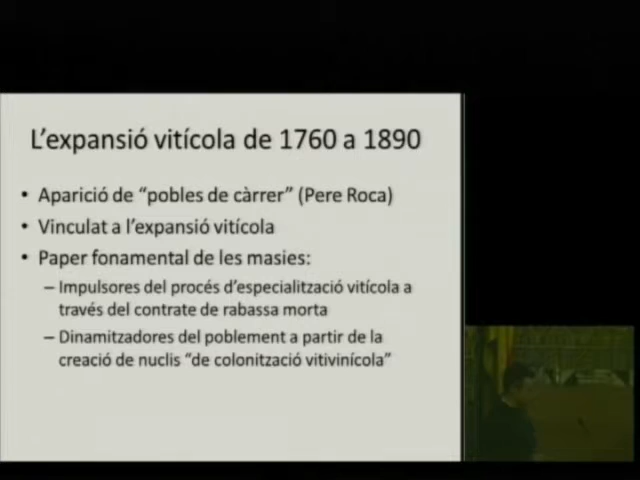 L'expansió vitícola de 1760 a 1890
• Aparició de “pobles de càrrer” (Pere Roca)
• Vinculat a l'expansió vitícola
• Paper fonamental de les masies:
– Impulsores del procés d'especialització vitícola a
través del contrate de rabassa morta
– Dinamitzadores del poblement a partir de la
creació de nuclis “de colonització vitivinícola”